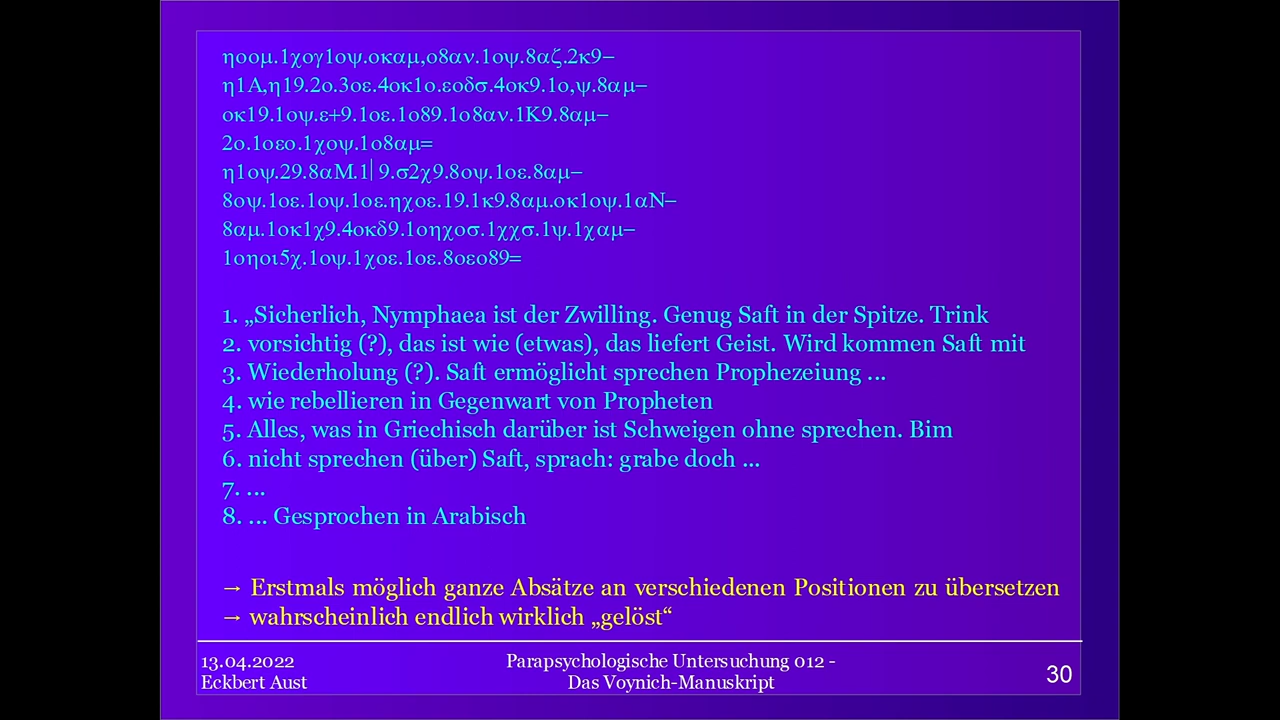 ηοομ.1χογ1οψ.οκαμ,ο8αν.1οψ.8αζ.2κ9–
η1Α,η19.2ο.3οε.4οκ1ο.εοδσ.4οκ9.1ο,ψ.8αμ–
οκ19.1οψ.ε+9.1οε.1ο89.1ο8αν.1Κ9.8αμ–
2ο.1οεο.1χοψ.1ο8αμ=
η1οψ.29.8αΜ.1| 9.σ2χ9.8οψ.1οε.8αμ–
8οψ.1οε.1οψ.1οε.ηχοε.19.1κ9.8αμ.οκ1οψ.1αΝ–
8αμ.1οκ1χ9.4οκδ9.1οηχοσ.1χχσ.1ψ.1χαμ–
1οηοι5χ.1οψ.1χοε.1οε.8οεο89=
1. „Sicherlich, Nymphaea ist der Zwilling. Genug Saft in der Spitze. Trink
2. vorsichtig (?), das ist wie (etwas), das liefert Geist. Wird kommen Saft mit
3. Wiederholung (?). Saft ermöglicht sprechen Prophezeiung ...
4. wie rebellieren in Gegenwart von Propheten
5. Alles, was in Griechisch darüber ist Schweigen ohne sprechen. Bim
6. nicht sprechen (über) Saft, sprach: grabe doch ...
7. ...
8. ... Gesprochen in Arabisch
→ Erstmals möglich ganze Absätze an verschiedenen Positionen zu übersetzen
→ wahrscheinlich endlich wirklich „gelöst“
13.04.2022
Eckbert Aust
Parapsychologische Untersuchung 012 -
Das Voynich-Manuskript
30